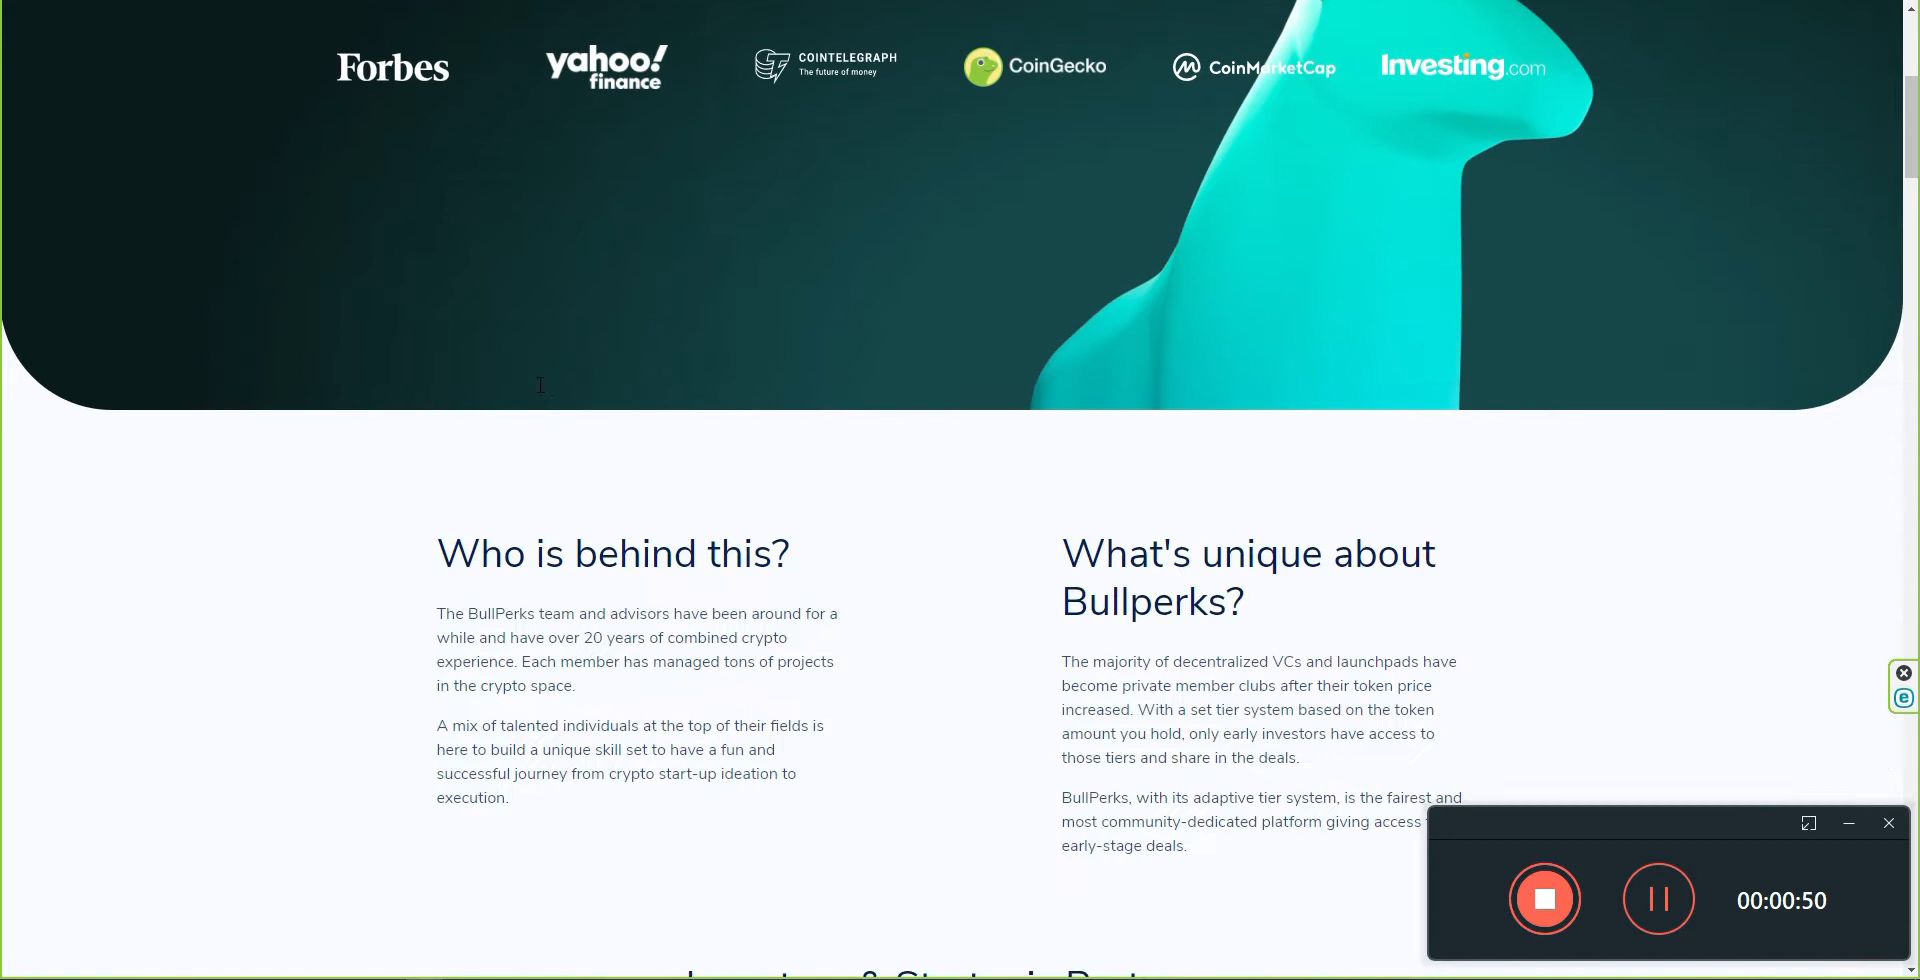 Forbes
yahoo!
finance
COINTELEGRAPH
The future of money
CoinGecko
CoinMarketCap
Investing.com
Who is behind this?
The BullPerks team and advisors have been around for a
while and have over 20 years of combined crypto
experience. Each member has managed tons of projects
in the crypto space.
A mix of talented individuals at the top of their fields is
here to build a unique skill set to have a fun and
successful journey from crypto start-up ideation to
execution.
What's unique about
Bullperks?
The majority of decentralized VCs and launchpads have
become private member clubs after their token price
increased. With a set tier system based on the token
amount you hold, only early investors have access to
those tiers and share in the deals.
BullPerks, with its adaptive tier system, is the fairest and
most community-dedicated platform giving access
early-stage deals.
00:00:50